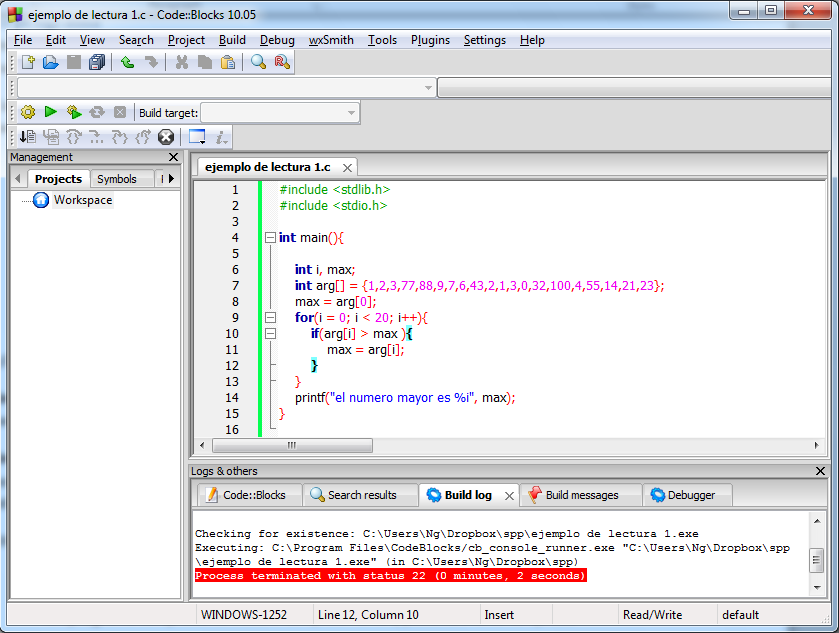 ejemplo de lectura 1.c - Code::Blocks 10.05
File Edit View Search Project Build Debug wxSmith Tools Plugins Settings Help
Build target:
Management
Projects Symbols
Workspace
ejemplo de lectura 1.c
1 #include <stdlib.h>
2 #include <stdio.h>
3
4 int main(){
5
6 int i, max;
7 int arg[] = {1,2,3,77,88,9,7,6,43,2,1,3,0,32,100,4,55,14,21,23};
8 max = arg[0];
9 for(i = 0; i < 20; i++){
10 if(arg[i] > max ){
11 max = arg[i];
12 }
13 }
14 printf("el numero mayor es %i", max);
15 }
16
Logs & others
Code::Blocks Search results Build log Build messages Debugger
Checking for existence: C:\Users\Ng\Dropbox\spp\ejemplo de lectura 1.exe
Executing: C:\Program Files\CodeBlocks/cb_console_runner.exe "C:\Users\Ng\Dropbox\spp
\ejemplo de lectura 1.exe" (in C:\Users\Ng\Dropbox\spp)
Process terminated with status 22 (0 minutes, 2 seconds)
WINDOWS-1252 Line 12, Column 10 Insert Read/Write default